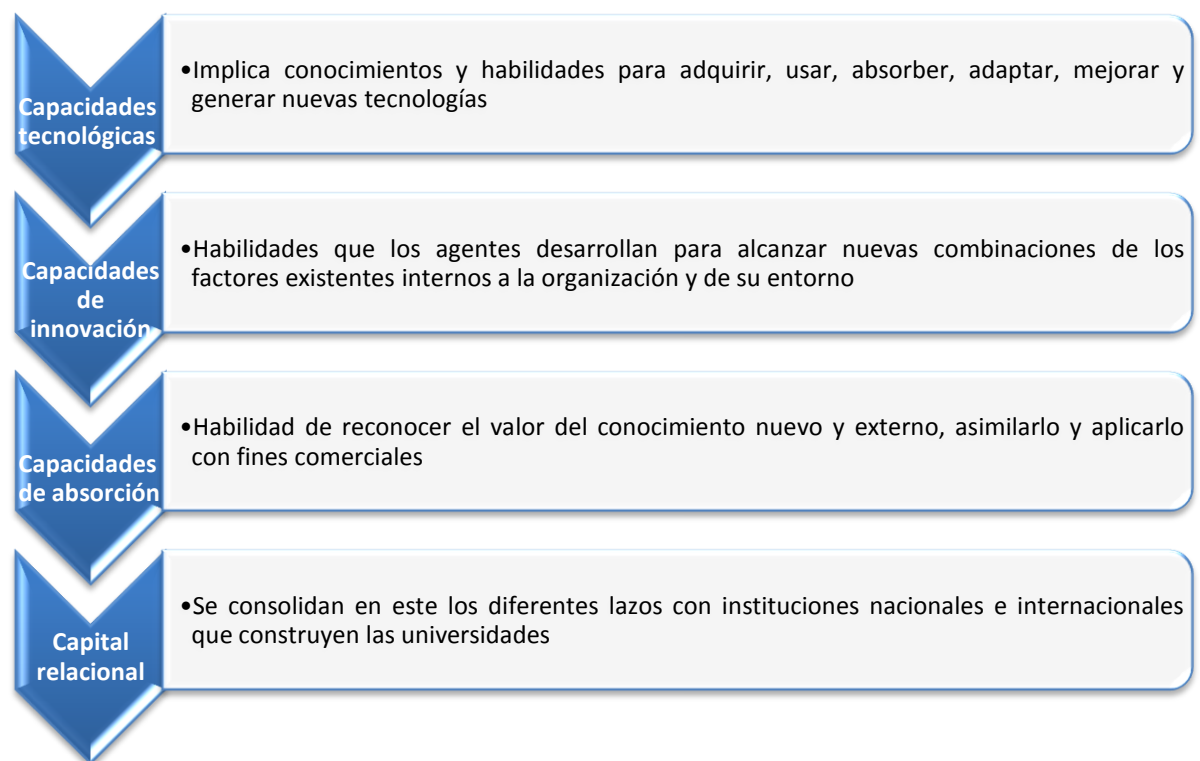 Capacidades
tecnológicas
•Implica conocimientos y habilidades para adquirir, usar, absorber, adaptar, mejorar y
generar nuevas tecnologías
Capacidades
de
innovación
•Habilidades que los agentes desarrollan para alcanzar nuevas combinaciones de los
factores existentes internos a la organización y de su entorno
Capacidades
de absorción
•Habilidad de reconocer el valor del conocimiento nuevo y externo, asimilarlo y aplicarlo
con fines comerciales
Capital
relacional
•Se consolidan en este los diferentes lazos con instituciones nacionales e internacionales
que construyen las universidades